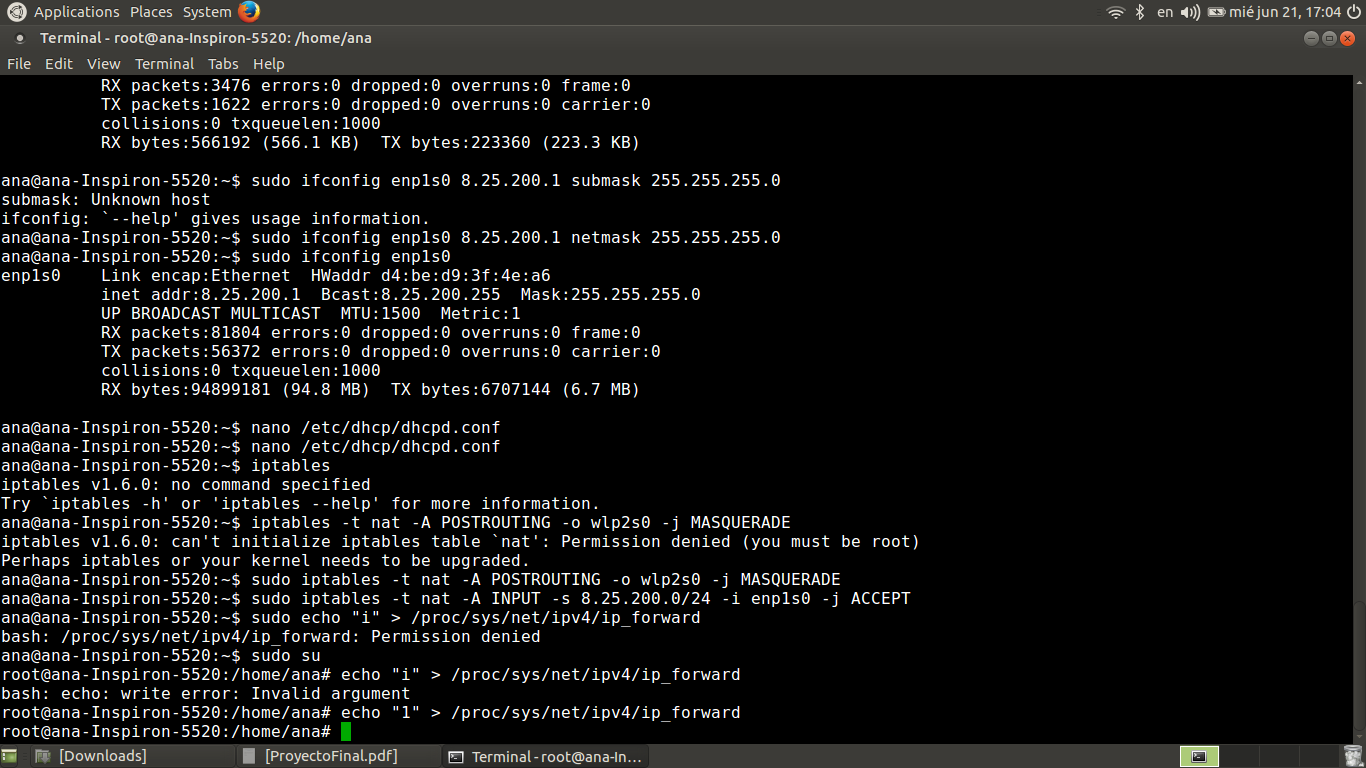 Applications Places System en mié jun 21, 17:04
Terminal - root@ana-Inspiron-5520: /home/ana
File Edit View Terminal Tabs Help
RX packets:3476 errors:0 dropped:0 overruns:0 frame:0
TX packets:1622 errors:0 dropped:0 overruns:0 carrier:0
collisions:0 txqueuelen:1000
RX bytes:566192 (566.1 KB)  TX bytes:223360 (223.3 KB)
ana@ana-Inspiron-5520:~$ sudo ifconfig enp1s0 8.25.200.1 submask 255.255.255.0
submask: Unknown host
ifconfig: `--help' gives usage information.
ana@ana-Inspiron-5520:~$ sudo ifconfig enp1s0 8.25.200.1 netmask 255.255.255.0
ana@ana-Inspiron-5520:~$ sudo ifconfig enp1s0
enp1s0    Link encap:Ethernet  HWaddr d4:be:d9:3f:4e:a6
inet addr:8.25.200.1  Bcast:8.25.200.255  Mask:255.255.255.0
UP BROADCAST MULTICAST  MTU:1500  Metric:1
RX packets:81804 errors:0 dropped:0 overruns:0 frame:0
TX packets:56372 errors:0 dropped:0 overruns:0 carrier:0
collisions:0 txqueuelen:1000
RX bytes:94899181 (94.8 MB)  TX bytes:6707144 (6.7 MB)
ana@ana-Inspiron-5520:~$ nano /etc/dhcp/dhcpd.conf
ana@ana-Inspiron-5520:~$ nano /etc/dhcp/dhcpd.conf
ana@ana-Inspiron-5520:~$ iptables
iptables v1.6.0: no command specified
Try `iptables -h' or 'iptables --help' for more information.
ana@ana-Inspiron-5520:~$ iptables -t nat -A POSTROUTING -o wlp2s0 -j MASQUERADE
iptables v1.6.0: can't initialize iptables table `nat': Permission denied (you must be root)
Perhaps iptables or your kernel needs to be upgraded.
ana@ana-Inspiron-5520:~$ sudo iptables -t nat -A POSTROUTING -o wlp2s0 -j MASQUERADE
ana@ana-Inspiron-5520:~$ sudo iptables -t nat -A INPUT -s 8.25.200.0/24 -i enp1s0 -j ACCEPT
ana@ana-Inspiron-5520:~$ sudo echo "i" > /proc/sys/net/ipv4/ip_forward
bash: /proc/sys/net/ipv4/ip_forward: Permission denied
ana@ana-Inspiron-5520:~$ sudo su
root@ana-Inspiron-5520:/home/ana# echo "i" > /proc/sys/net/ipv4/ip_forward
bash: echo: write error: Invalid argument
root@ana-Inspiron-5520:/home/ana# echo "1" > /proc/sys/net/ipv4/ip_forward
root@ana-Inspiron-5520:/home/ana#
[Downloads] [ProyectoFinal.pdf] Terminal - root@ana-In...